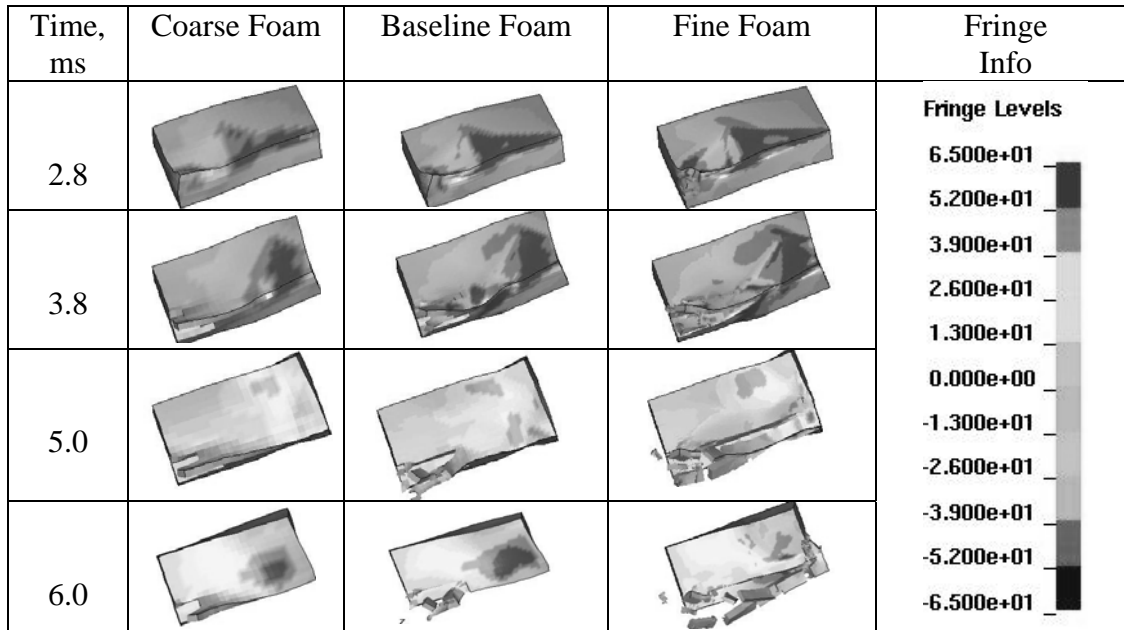 Time, ms
Coarse Foam
Baseline Foam
Fine Foam
Fringe Info
2.8
3.8
5.0
6.0
Fringe Levels
6.500e+01
5.200e+01
3.900e+01
2.600e+01
1.300e+01
0.000e+00
-1.300e+01
-2.600e+01
-3.900e+01
-5.200e+01
-6.500e+01